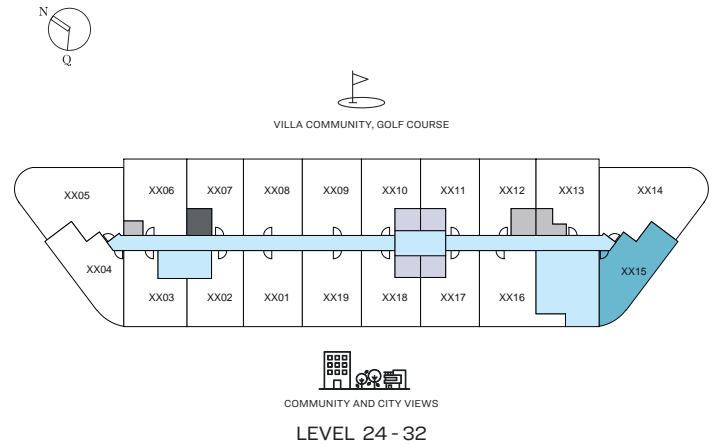 N
Q
VILLA COMMUNITY, GOLF COURSE
XX05 XX06 XX07 XX08 XX09 XX10 XX11 XX12 XX13 XX14
XX04 XX15
XX03 XX02 XX01 XX19 XX18 XX17 XX16
COMMUNITY AND CITY VIEWS
LEVEL 24 - 32